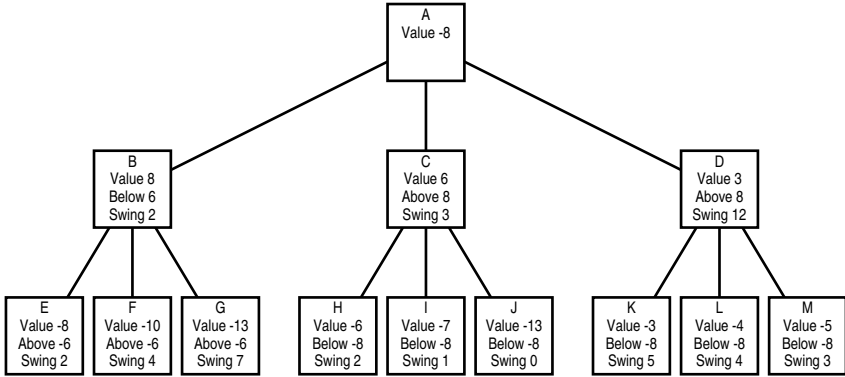 A
Value -8
B
Value 8
Below 6
Swing 2
C
Value 6
Above 8
Swing 3
D
Value 3
Above 8
Swing 12
E
Value -8
Above -6
Swing 2
F
Value -10
Above -6
Swing 4
G
Value -13
Above -6
Swing 7
H
Value -6
Below -8
Swing 2
I
Value -7
Below -8
Swing 1
J
Value -13
Below -8
Swing 0
K
Value -3
Below -8
Swing 5
L
Value -4
Below -8
Swing 4
M
Value -5
Below -8
Swing 3